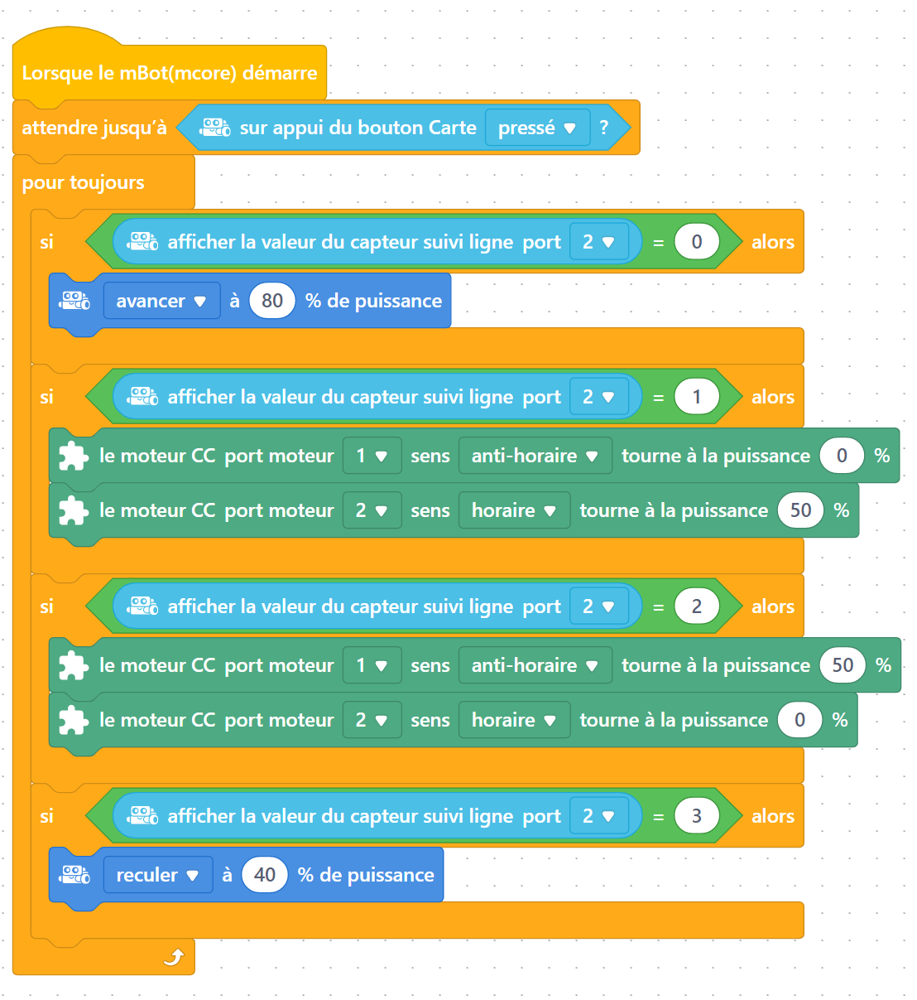 Lorsque le mBot(mcore) démarre
attendre jusqu'à sur appui du bouton Carte pressé ?
pour toujours
si afficher la valeur du capteur suivi ligne port 2 = 0 alors
avancer à 80 % de puissance
si afficher la valeur du capteur suivi ligne port 2 = 1 alors
le moteur CC port moteur 1 sens anti-horaire tourne à la puissance 0 %
le moteur CC port moteur 2 sens horaire tourne à la puissance 50 %
si afficher la valeur du capteur suivi ligne port 2 = 2 alors
le moteur CC port moteur 1 sens anti-horaire tourne à la puissance 50 %
le moteur CC port moteur 2 sens horaire tourne à la puissance 0 %
si afficher la valeur du capteur suivi ligne port 2 = 3 alors
reculer à 40 % de puissance